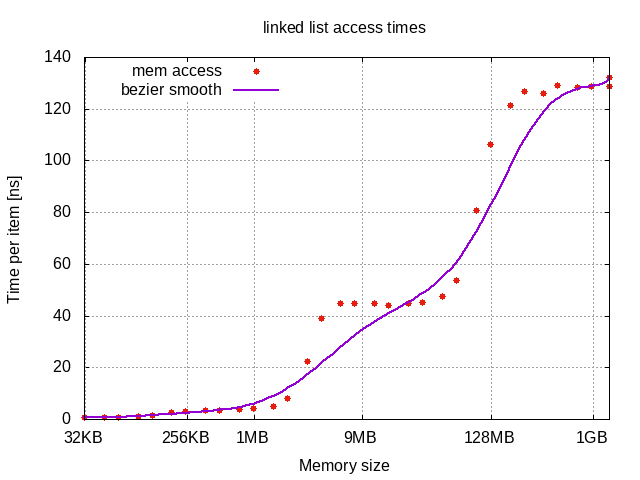 linked list access times
mem access
bezier smooth
Time per item [ns]
140
120
100
80
60
40
20
0
32KB 256KB 1MB 9MB 128MB 1GB
Memory size